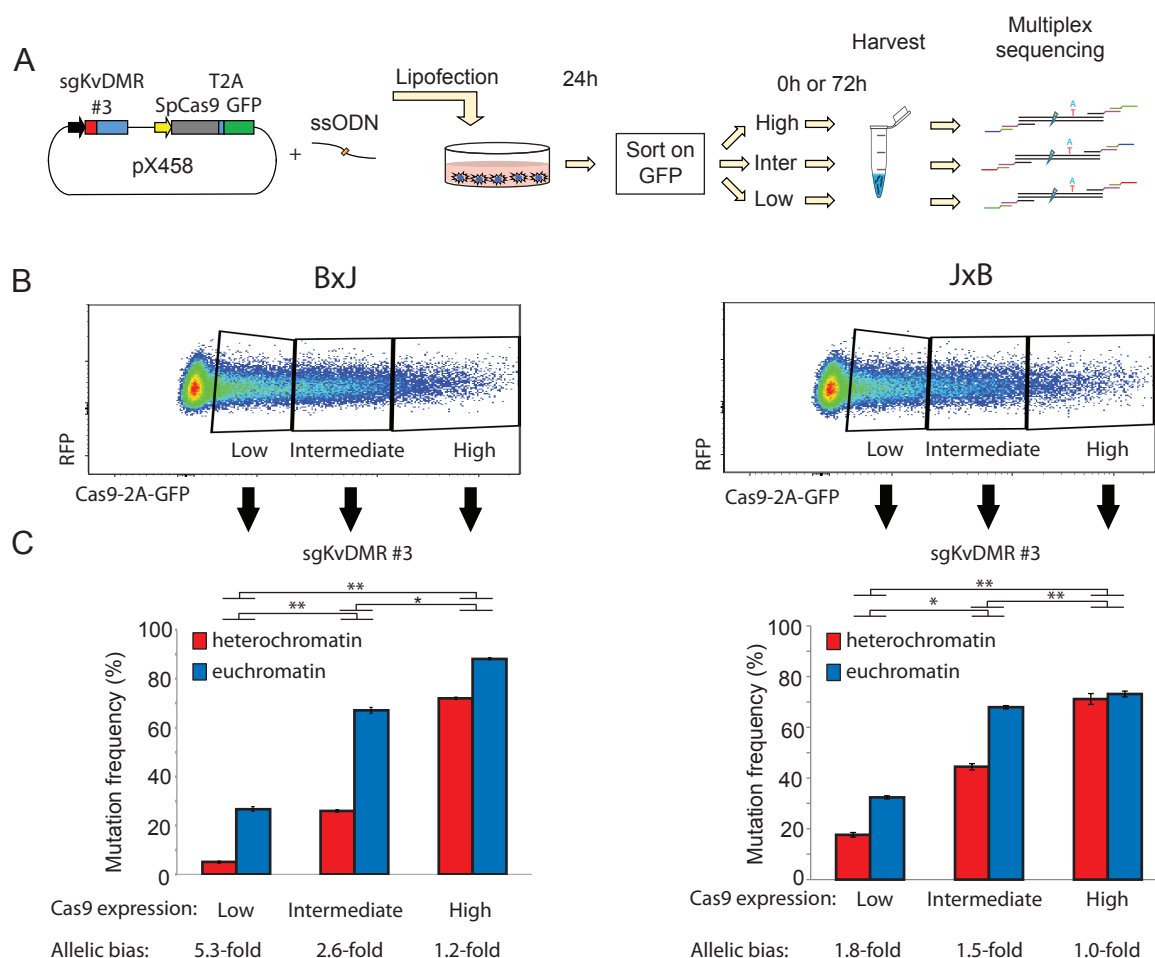 A
sgKvDMR
#3
T2A
SpCas9 GFP
pX458
+
ssODN
Lipofection
24h
Sort on
GFP
0h or 72h
High
Inter
Low
Harvest
Multiplex
sequencing
A
T
A
T
A
T
B
BxJ
RFP
Low Intermediate High
Cas9-2A-GFP
JxB
RFP
Low Intermediate High
Cas9-2A-GFP
C
sgKvDMR #3
**
** *
Mutation frequency (%)
100
80
60
40
20
0
heterochromatin
euchromatin
Cas9 expression: Low Intermediate High
Allelic bias: 5.3-fold 2.6-fold 1.2-fold
sgKvDMR #3
**
* **
Mutation frequency (%)
100
80
60
40
20
0
heterochromatin
euchromatin
Cas9 expression: Low Intermediate High
Allelic bias: 1.8-fold 1.5-fold 1.0-fold